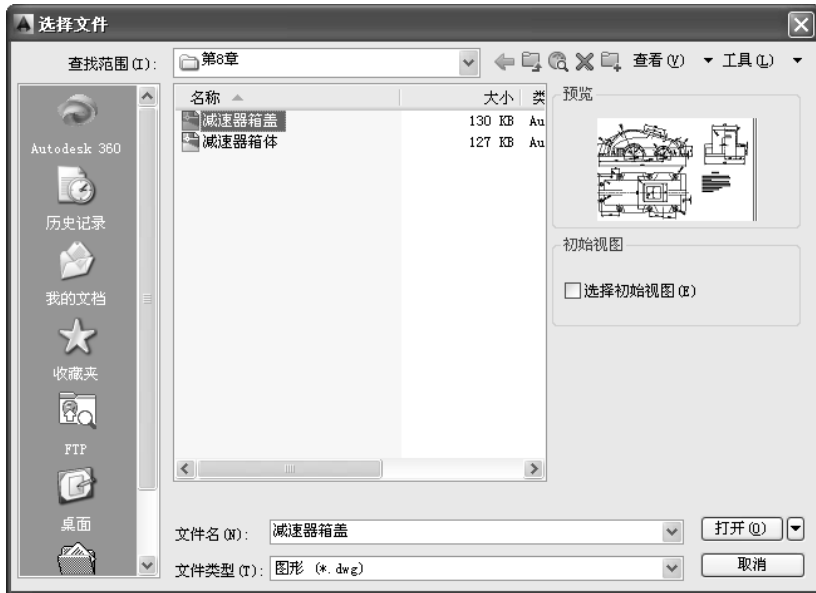 选择文件
查找范围(I): 第8章 查看(V) 工具(L)
名称 大小 类
减速器箱盖 130 KB Au
减速器箱体 127 KB Au
预览
初始视图
选择初始视图(E)
Autodesk 360
历史记录
我的文档
收藏夹
FTP
桌面
文件名(N): 减速器箱盖 打开(O)
文件类型(T): 图形 (*.dwg) 取消